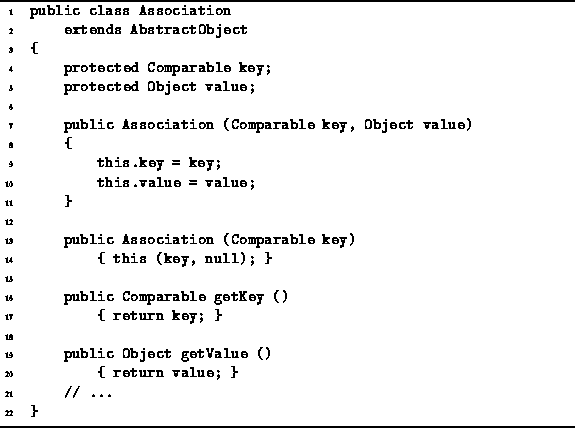 1 public class Association
2     extends AbstractObject
3 {
4     protected Comparable key;
5     protected Object value;
6
7     public Association (Comparable key, Object value)
8     {
9         this.key = key;
10         this.value = value;
11     }
12
13     public Association (Comparable key)
14         { this (key, null); }
15
16     public Comparable getKey ()
17         { return key; }
18
19     public Object getValue ()
20         { return value; }
21     // ...
22 }